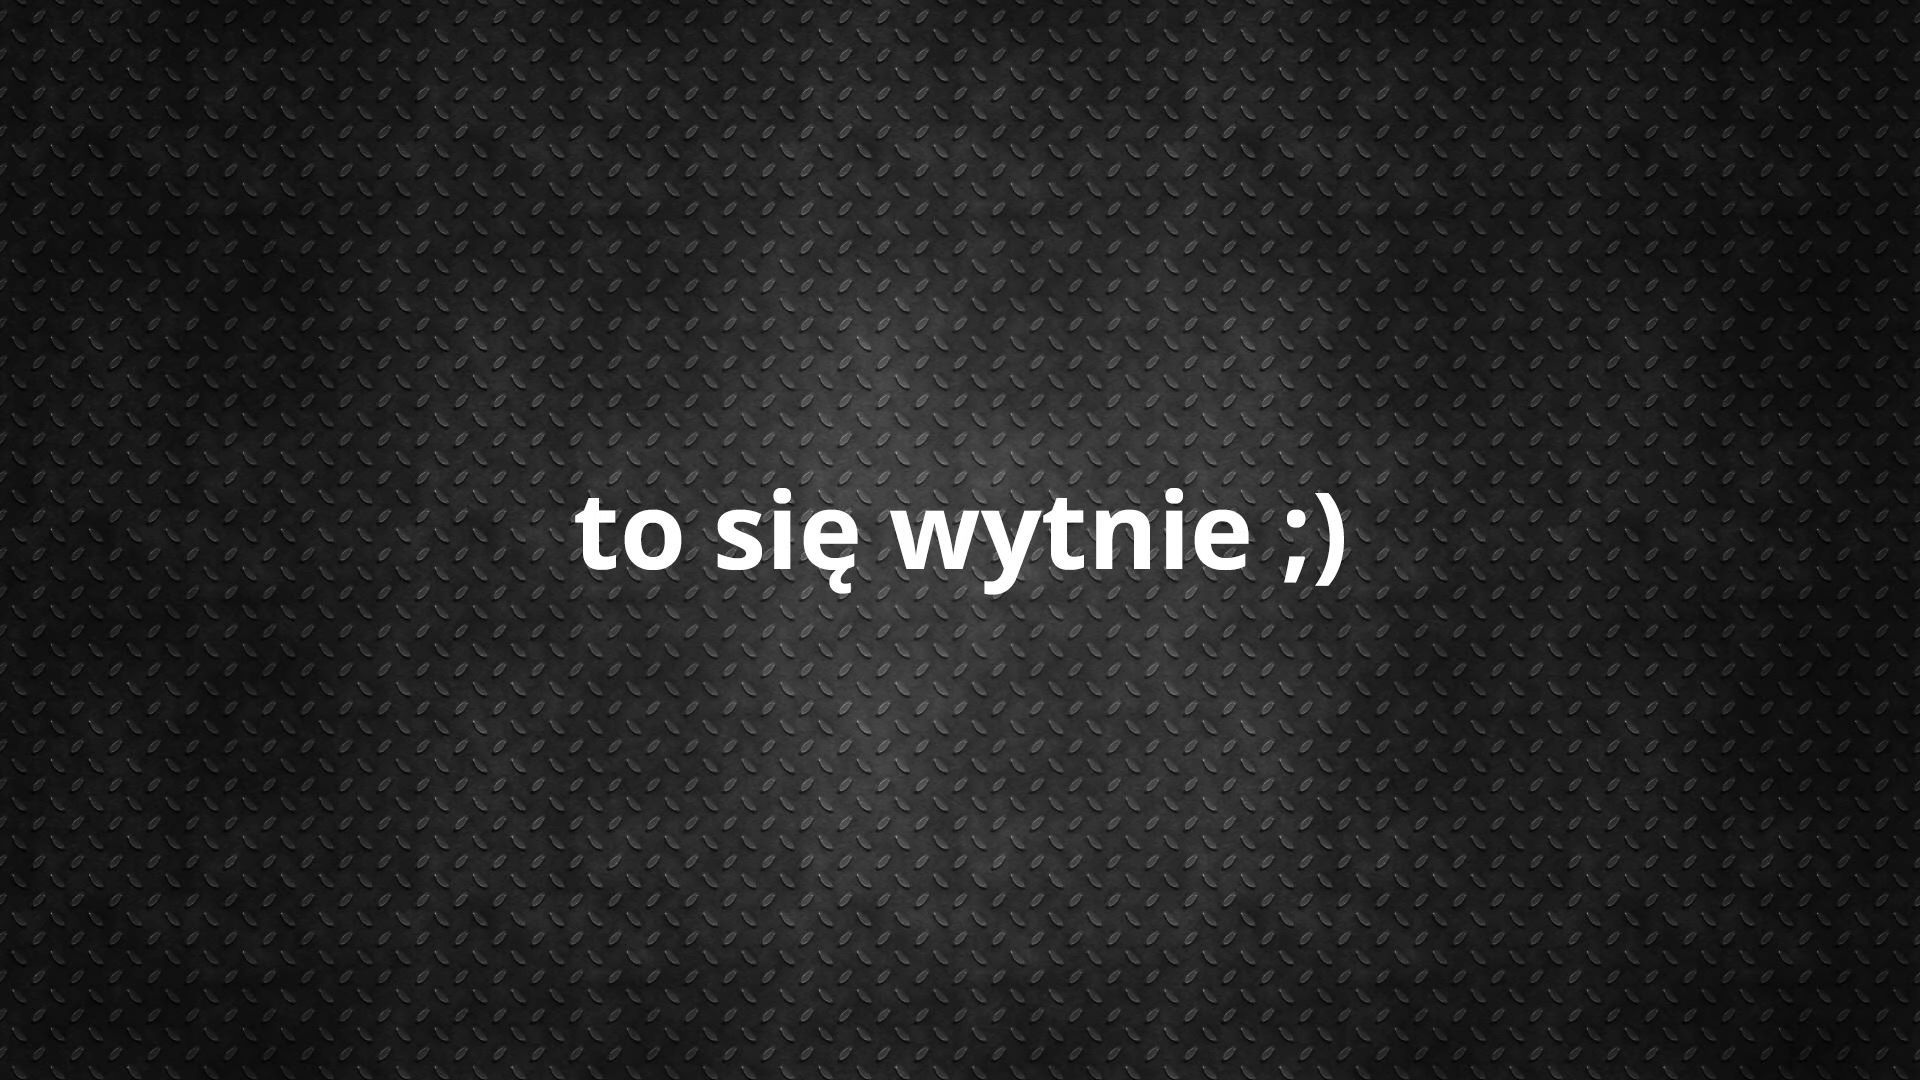 to się wytnie ;)